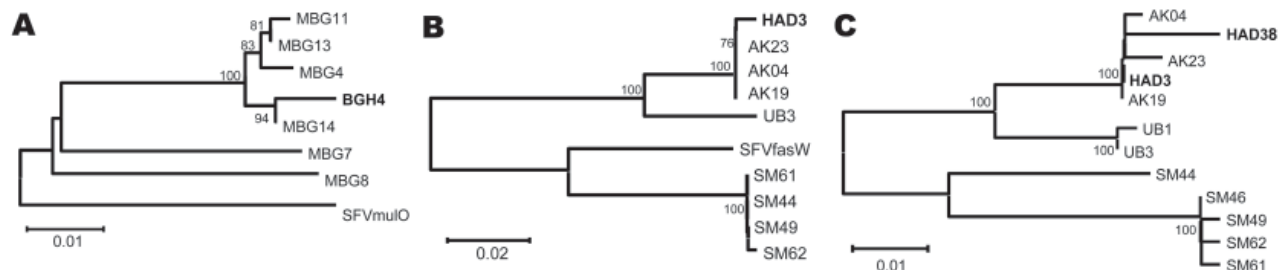 A
81
MBG11
MBG13
83
MBG4
100
BGH4
94
MBG14
MBG7
MBG8
SFVmulO
0.01
B
HAD3
76
AK23
100
AK04
AK19
100
UB3
SFVfasW
SM61
SM44
100
SM49
SM62
0.02
C
AK04
HAD38
AK23
100
HAD3
AK19
100
UB1
100
UB3
SM44
SM46
SM49
100
SM62
SM61
0.01